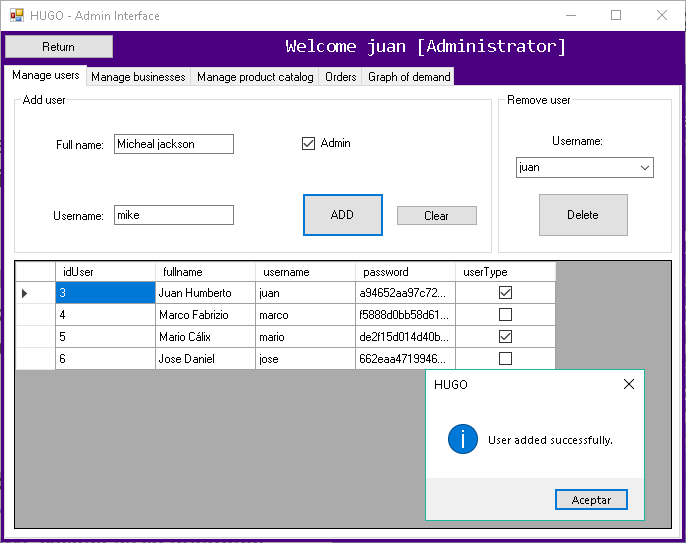 HUGO - Admin Interface
Return
Welcome juan [Administrator]
Manage users Manage businesses Manage product catalog Orders Graph of demand
Add user
Full name: Micheal jackson Admin
Username: mike ADD Clear
Remove user
Username:
juan
Delete
idUser fullname username password userType
3 Juan Humberto juan a94652aa97c72...
4 Marco Fabrizio marco f5888d0bb58d61...
5 Mario Cálix mario de2f15d014d40b...
6 Jose Daniel jose 662eaa4719946...
HUGO
User added successfully.
Aceptar